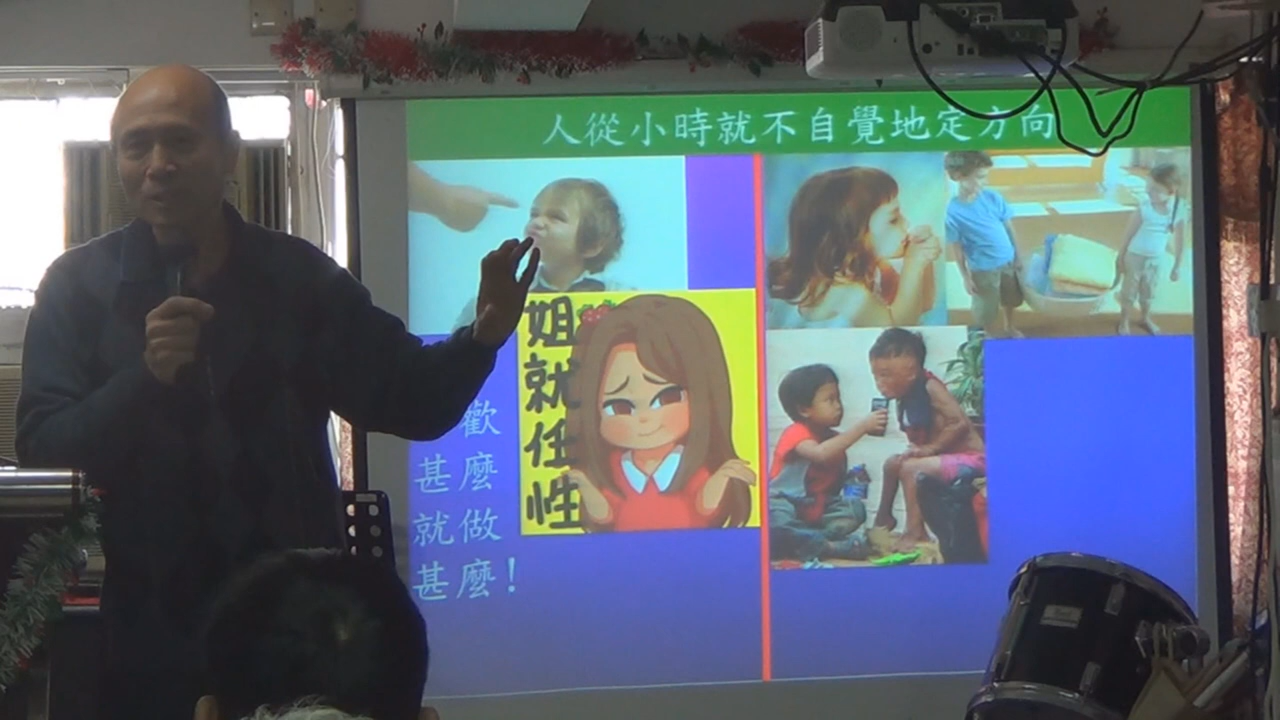 人從小時就不自覺地定方向
姐就任性
歡
甚麼
就做
甚麼！